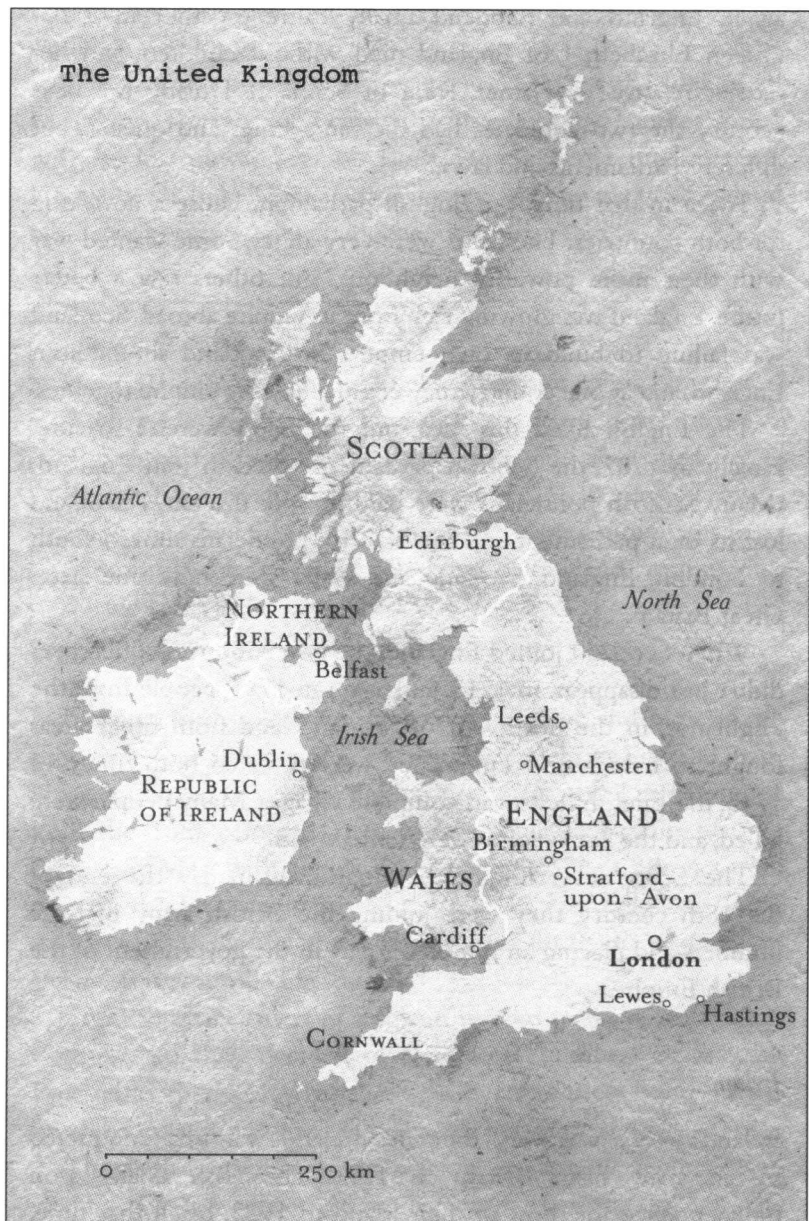 The United Kingdom
SCOTLAND
Atlantic Ocean
Edinburgh
North Sea
NORTHERN
IRELAND
Belfast
Leeds
Irish Sea
Dublin
Manchester
REPUBLIC
OF IRELAND
ENGLAND
Birmingham
WALES
Stratford-
upon-Avon
Cardiff
London
Lewes
Hastings
CORNWALL
0 250 km